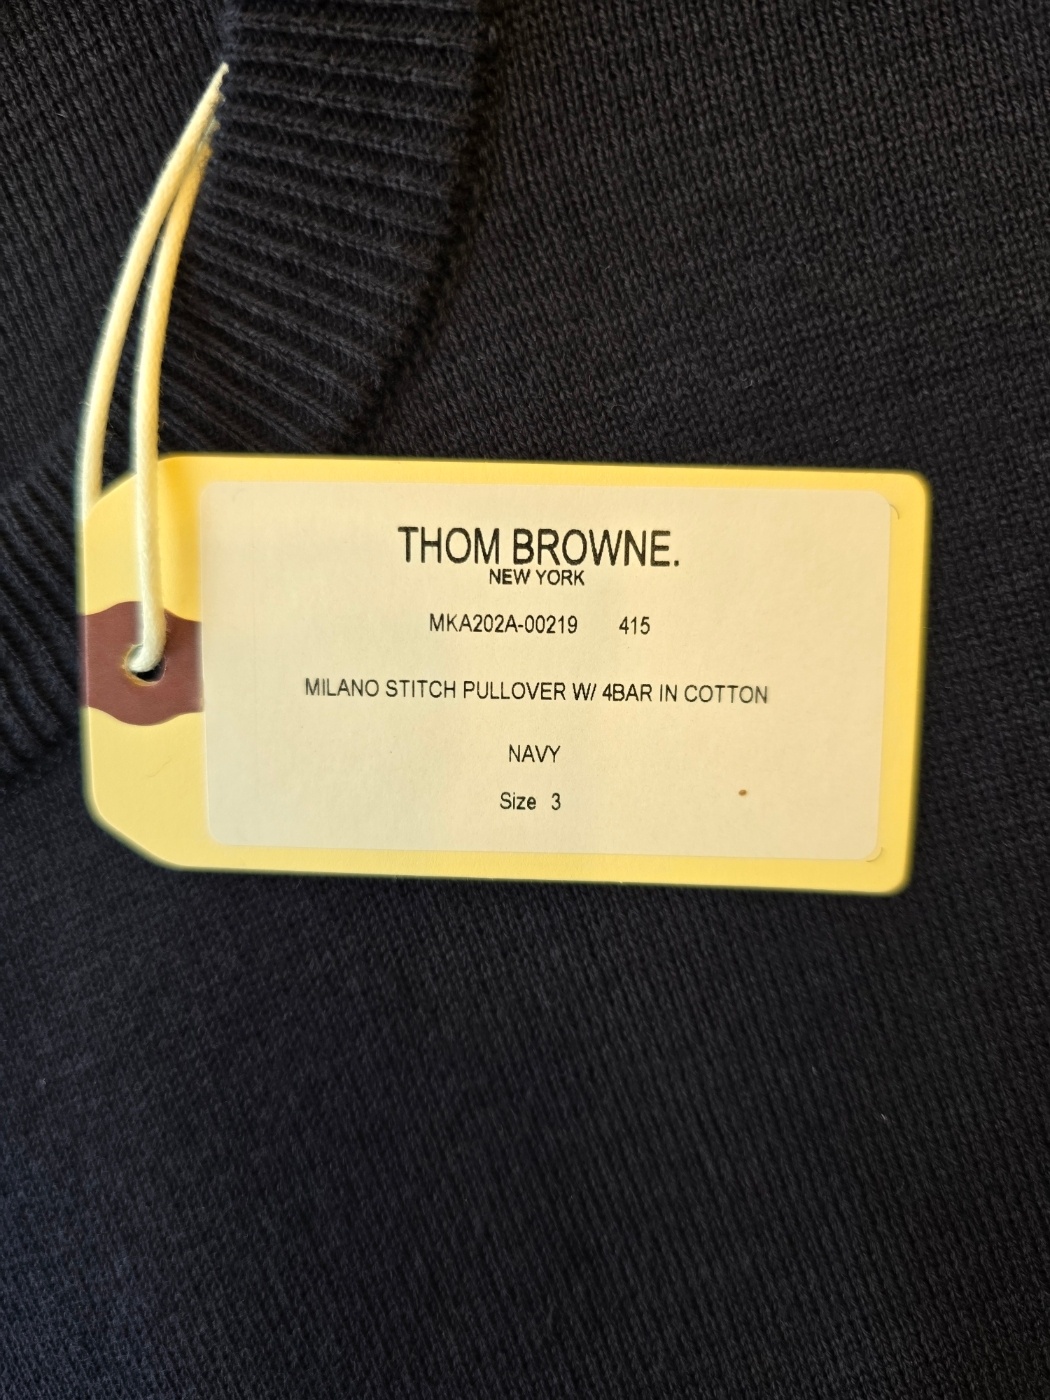 THOM BROWNE.
NEW YORK
MKA202A-00219 415
MILANO STITCH PULLOVER W/ 4BAR IN COTTON
NAVY
Size 3